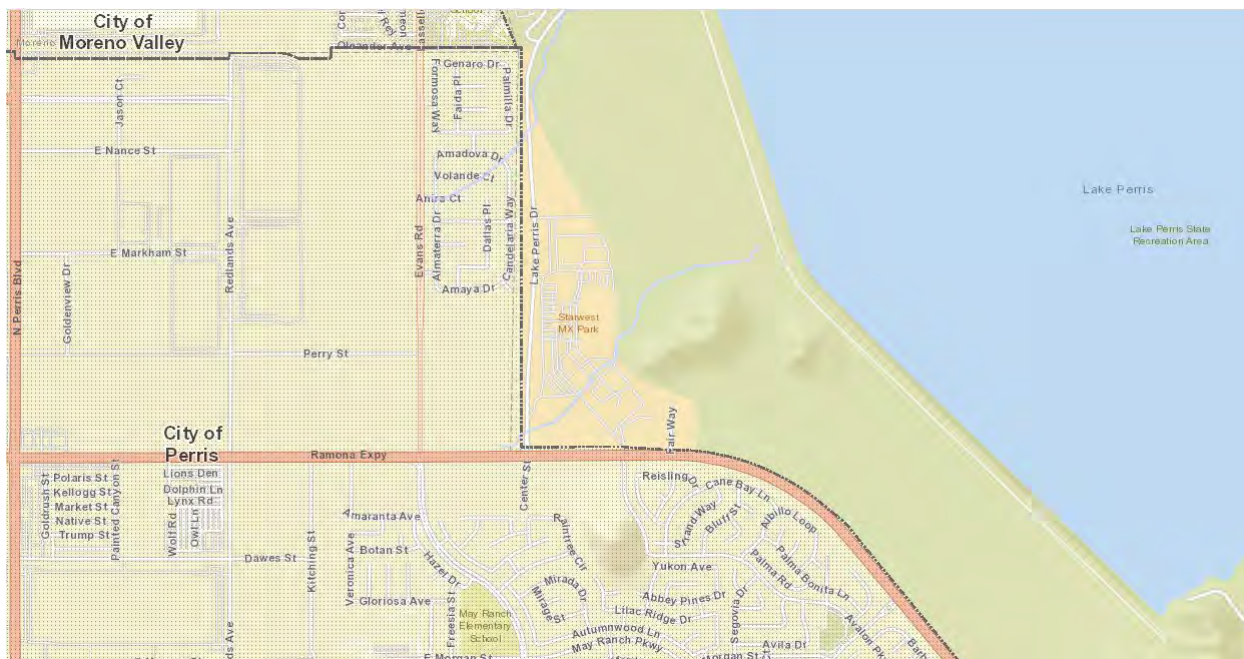 City of
Moreno Valley
Moreno
Oleander Ave
Genaro Dr
Formosa Way
Faida Pl
Palmilla Dr
Jason Ct
E Nance St
Amadova Dr
Volande Ct
Anira Ct
Lake Perris
Lake Perris State
Recreation Area
Almaterra Dr
Dallas Pl
Candelaria Way
Lake Perris Dr
Evans Rd
Redlands Ave
E Markham St
Goldenview Dr
N Perris Blvd
Amaya Dr
Starwest
MX Park
Perry St
Fair Way
City of
Perris
Ramona Expy
Lions Den
Polaris St
Kellogg St
Market St
Native St
Trump St
Goldrush St
Painted Canyon St
Dolphin Ln
Lynx Rd
Wolf Rd
Owl Ln
Center St
Reisling Dr
Cane Bay Ln
Strand Way
Bluff St
Albillo Loop
Amaranta Ave
Raintree Cir
Dawes St
Kitching St
Veronica Ave
Botan St
Hazel Dr
Yukon Ave
Palma Rd
Palma Bonita Ln
Gloriosa Ave
Freesia St
May Ranch
Elementary
School
Mirada Dr
Mirage St
Abbey Pines Dr
Lilac Ridge Dr
Segovia Dr
Autumnwood Ln
May Ranch Pkwy
Avila Dr
Avalon Pk
E Morgan St
Morgan St